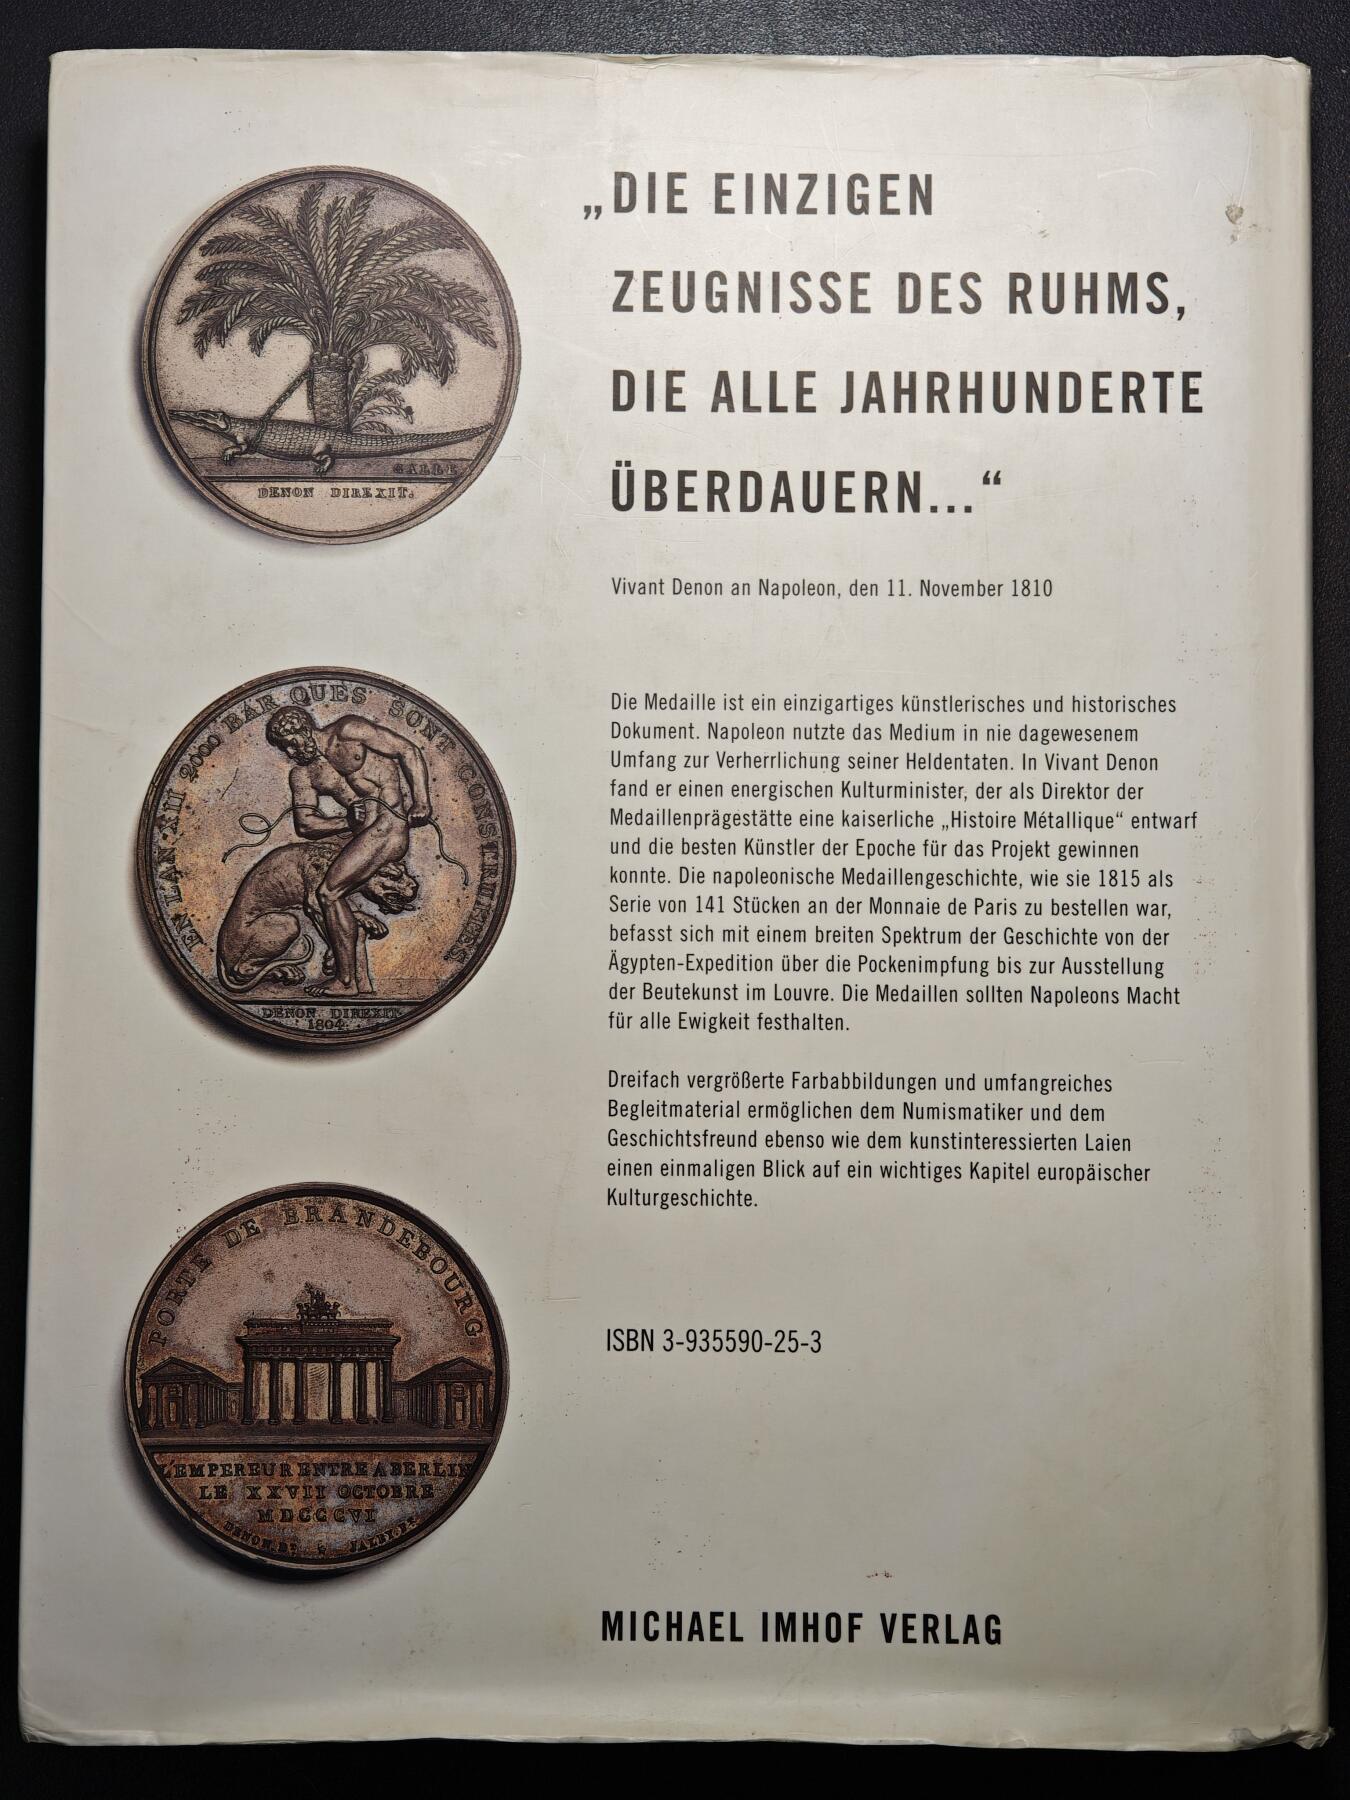 „DIE EINZIGEN
ZEUGNISSE DES RUHMS,
DIE ALLE JAHRHUNDERTE
ÜBERDAUERN...“
Vivant Denon an Napoleon, den 11. November 1810
Die Medaille ist ein einzigartiges künstlerisches und historisches
Dokument. Napoleon nutzte das Medium in nie dagewesenem
Umfang zur Verherrlichung seiner Heldentaten. In Vivant Denon
fand er einen energischen Kulturminister, der als Direktor der
Medaillenprägestätte eine kaiserliche „Histoire Métallique“ entwarf
und die besten Künstler der Epoche für das Projekt gewinnen
konnte. Die napoleonische Medaillengeschichte, wie sie 1815 als
Serie von 141 Stücken an der Monnaie de Paris zu bestellen war,
befasst sich mit einem breiten Spektrum der Geschichte von der
Ägypten-Expedition über die Pockenimpfung bis zur Ausstellung
der Beutekunst im Louvre. Die Medaillen sollten Napoleons Macht
für alle Ewigkeit festhalten.
Dreifach vergrößerte Farbabbildungen und umfangreiches
Begleitmaterial ermöglichen dem Numismatiker und dem
Geschichtsfreund ebenso wie dem kunstinteressierten Laien
einen einmaligen Blick auf ein wichtiges Kapitel europäischer
Kulturgeschichte.
ISBN 3-935590-25-3
MICHAEL IMHOF VERLAG
GALLE
DENON DIREXIT.
EN L'AN XII 2000 BARQUES SONT CONSTRUITES
DENON DIREXIT
1804.
PORTE DE BRANDEBOURG
L'EMPEREUR ENTRE A BERLIN
LE XXVII OCTOBRE
MDCCCVI
DENON D.T JALEY F.T